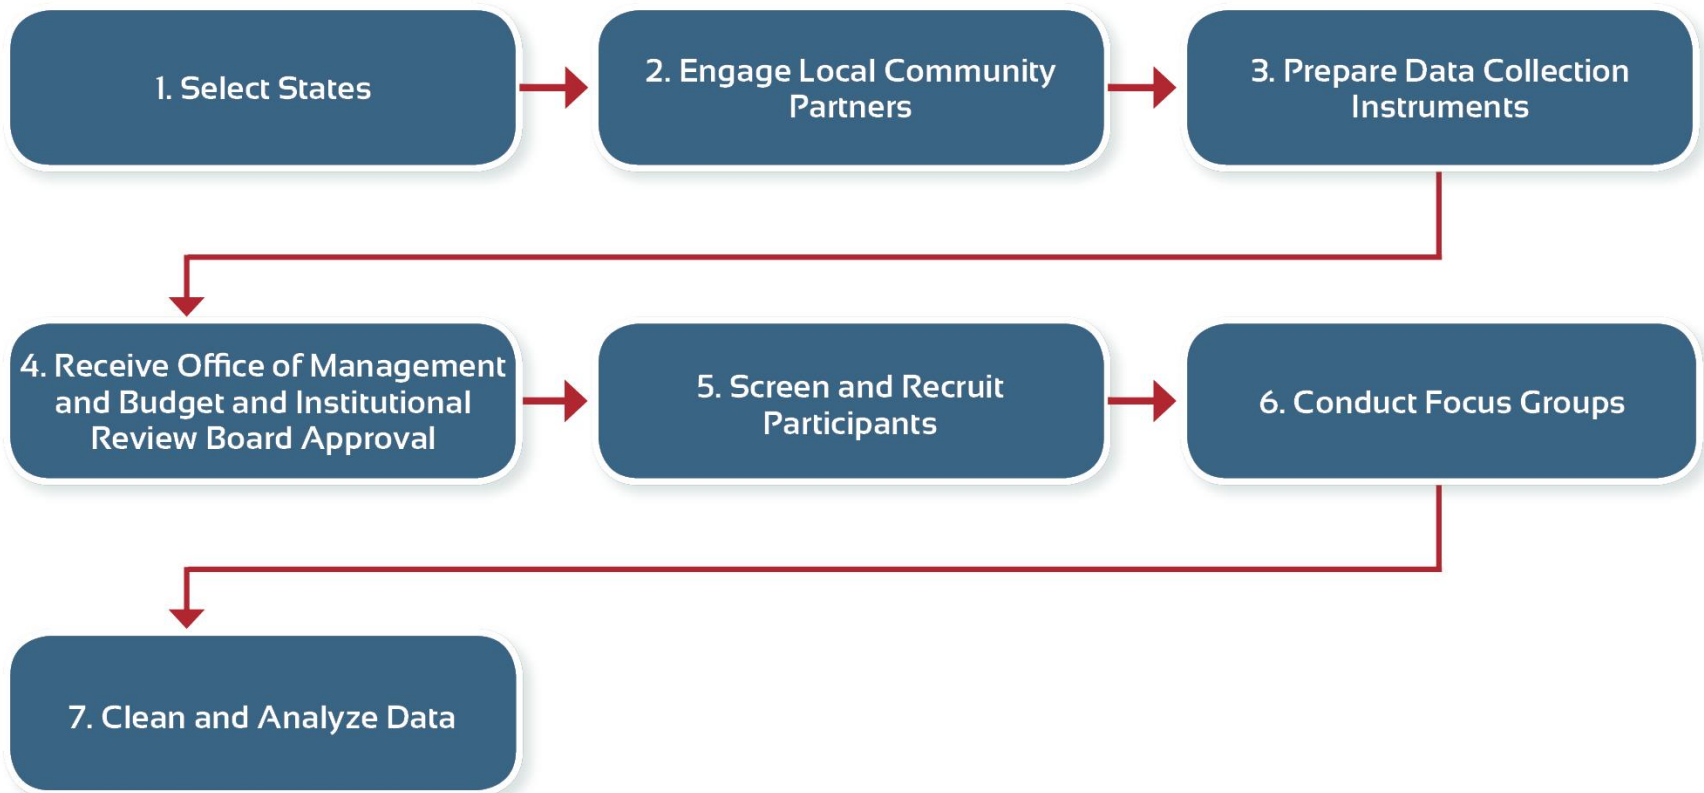 1. Select States
2. Engage Local Community
Partners
3. Prepare Data Collection
Instruments
4. Receive Office of Management
and Budget and Institutional
Review Board Approval
5. Screen and Recruit
Participants
6. Conduct Focus Groups
7. Clean and Analyze Data